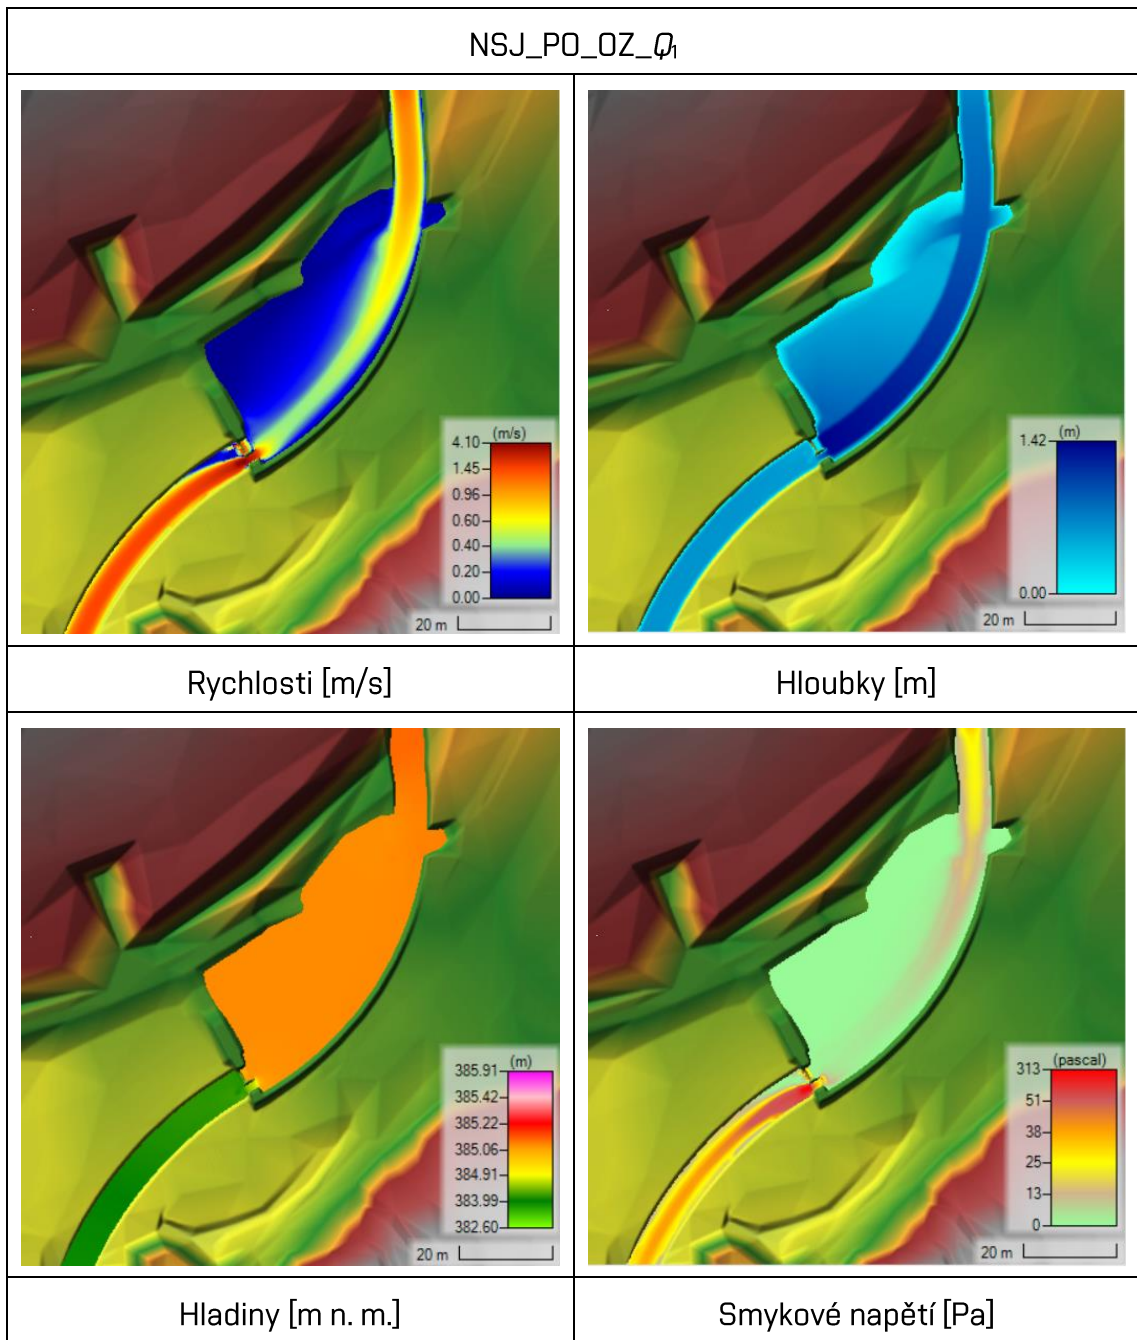 NSJ_PO_OZ_Q₁
(m/s)
4.10
1.45
0.96
0.60
0.40
0.20
0.00
20 m
(m)
1.42
0.00
20 m
Rychlosti [m/s]
Hloubky [m]
(m)
385.91
385.42
385.22
385.06
384.91
383.99
382.60
20 m
(pascal)
313
51
38
25
13
0
20 m
Hladiny [m n. m.]
Smykové napětí [Pa]